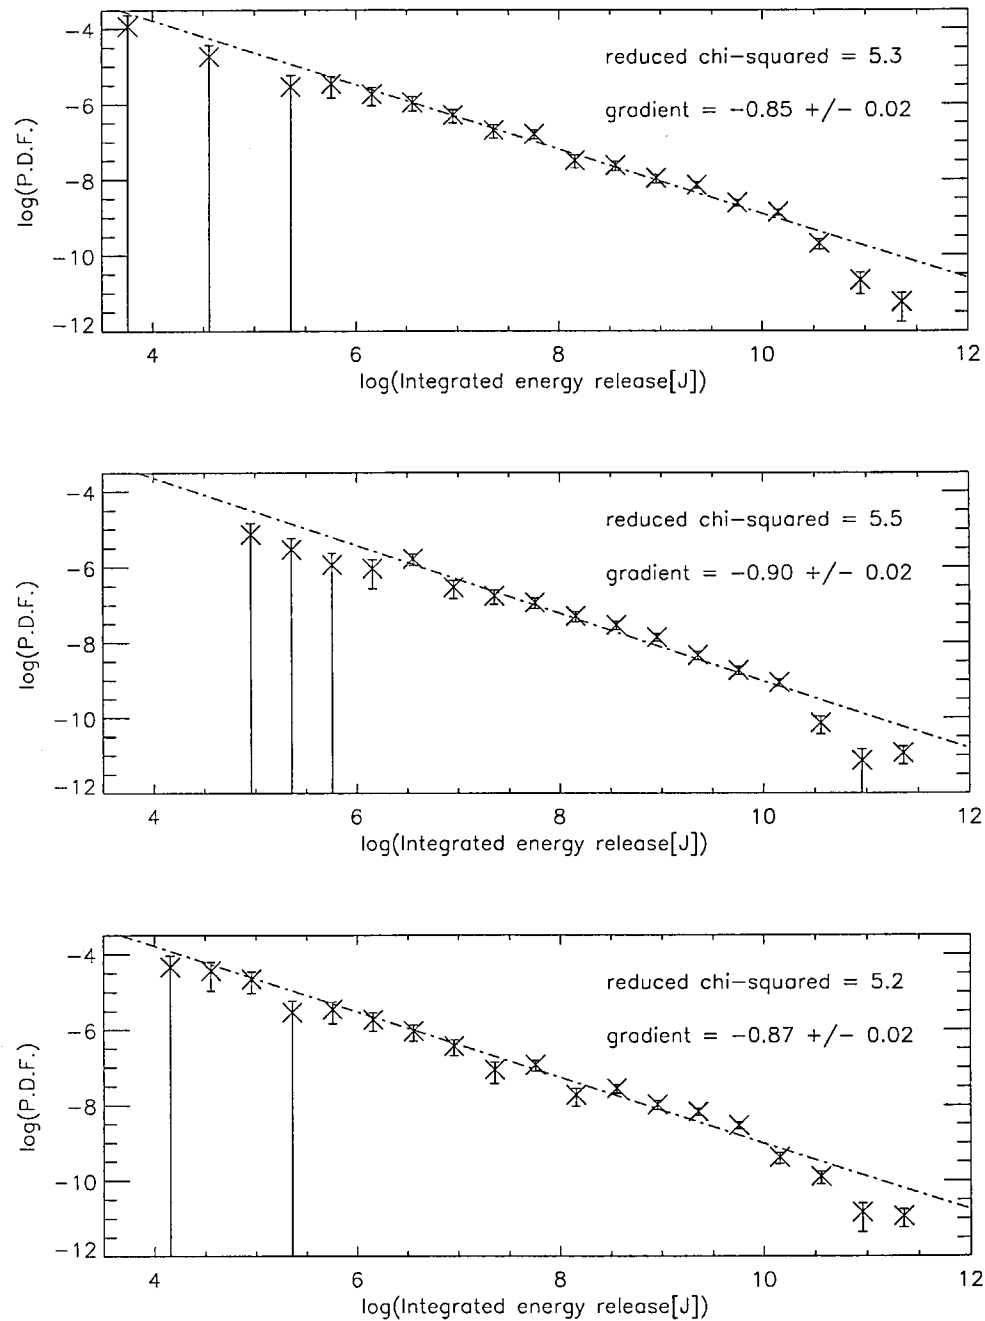 reduced chi-squared = 5.3
gradient = -0.85 +/- 0.02
log(P.D.F.)
-4
-6
-8
-10
-12
4 6 8 10 12
log(Integrated energy release[J])
reduced chi-squared = 5.5
gradient = -0.90 +/- 0.02
log(P.D.F.)
-4
-6
-8
-10
-12
4 6 8 10 12
log(Integrated energy release[J])
reduced chi-squared = 5.2
gradient = -0.87 +/- 0.02
log(P.D.F.)
-4
-6
-8
-10
-12
4 6 8 10 12
log(Integrated energy release[J])